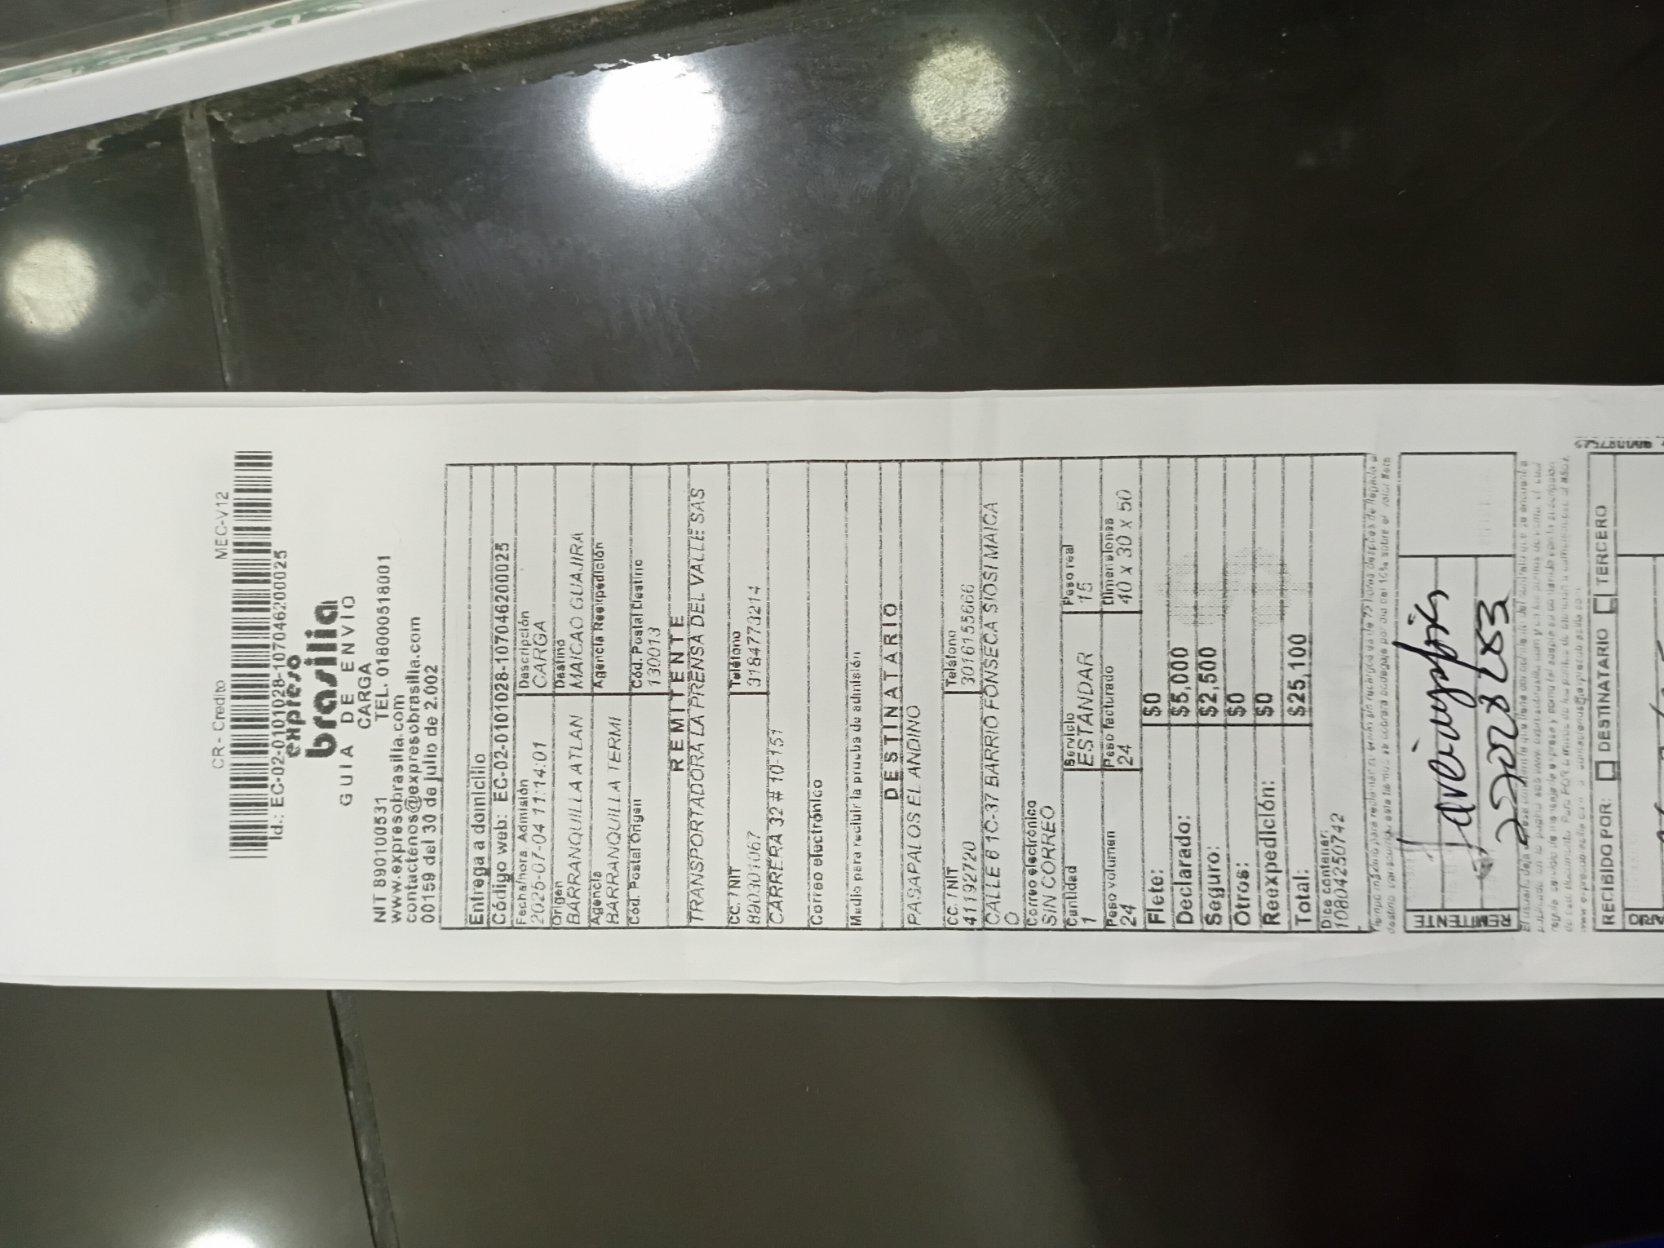 CR - Credito MEC-V12
Id.: EC-02-0101028-1070462000​25
expreso
brasilia
GUIA DE ENVIO
CARGA
NIT 890100531 TEL. 018000518001
www.expresobrasilia.com
contactenos@expresobrasilia.com
00159 del 30 de julio de 2.002
Entrega a domicilio
Código web: EC-02-0101028-107046200025
Fecha/hora Admisión Descripción
2025-07-04 11:14:01 CARGA
Origen Destino
BARRANQUILLA ATLAN MAICAO GUAJIRA
Agencia Agencia Reexpedición
BARRANQUILLA TERMI
Cód. Postal Origen Cód. Postal Destino
130013
REMITENTE
TRANSPORTADORA LA PRENSA DEL VALLE SAS
CC. / NIT Teléfono
890301067 3184773214
CARRERA 32 # 10-151
Correo electrónico
Medio para recibir la prueba de admisión
DESTINATARIO
PASAPALOS EL ANDINO
CC. / NIT Teléfono
41192720 3016155666
CALLE 6 1C-37 BARRIO FONSECA SIOSI MAICA
O
Correo electrónico
SIN CORREO
Cantidad Servicio Peso real
1 ESTANDAR 15
Peso volumen Peso facturado Dimensiones
24 24 40 X 30 X 50
Flete: $0
Declarado: $5,000
Seguro: $2,500
Otros: $0
Reexpedición: $0
Total: $25,100
Dice contener:
10804250742
REMITENTE
RECIBIDO POR: DESTINATARIO TERCERO